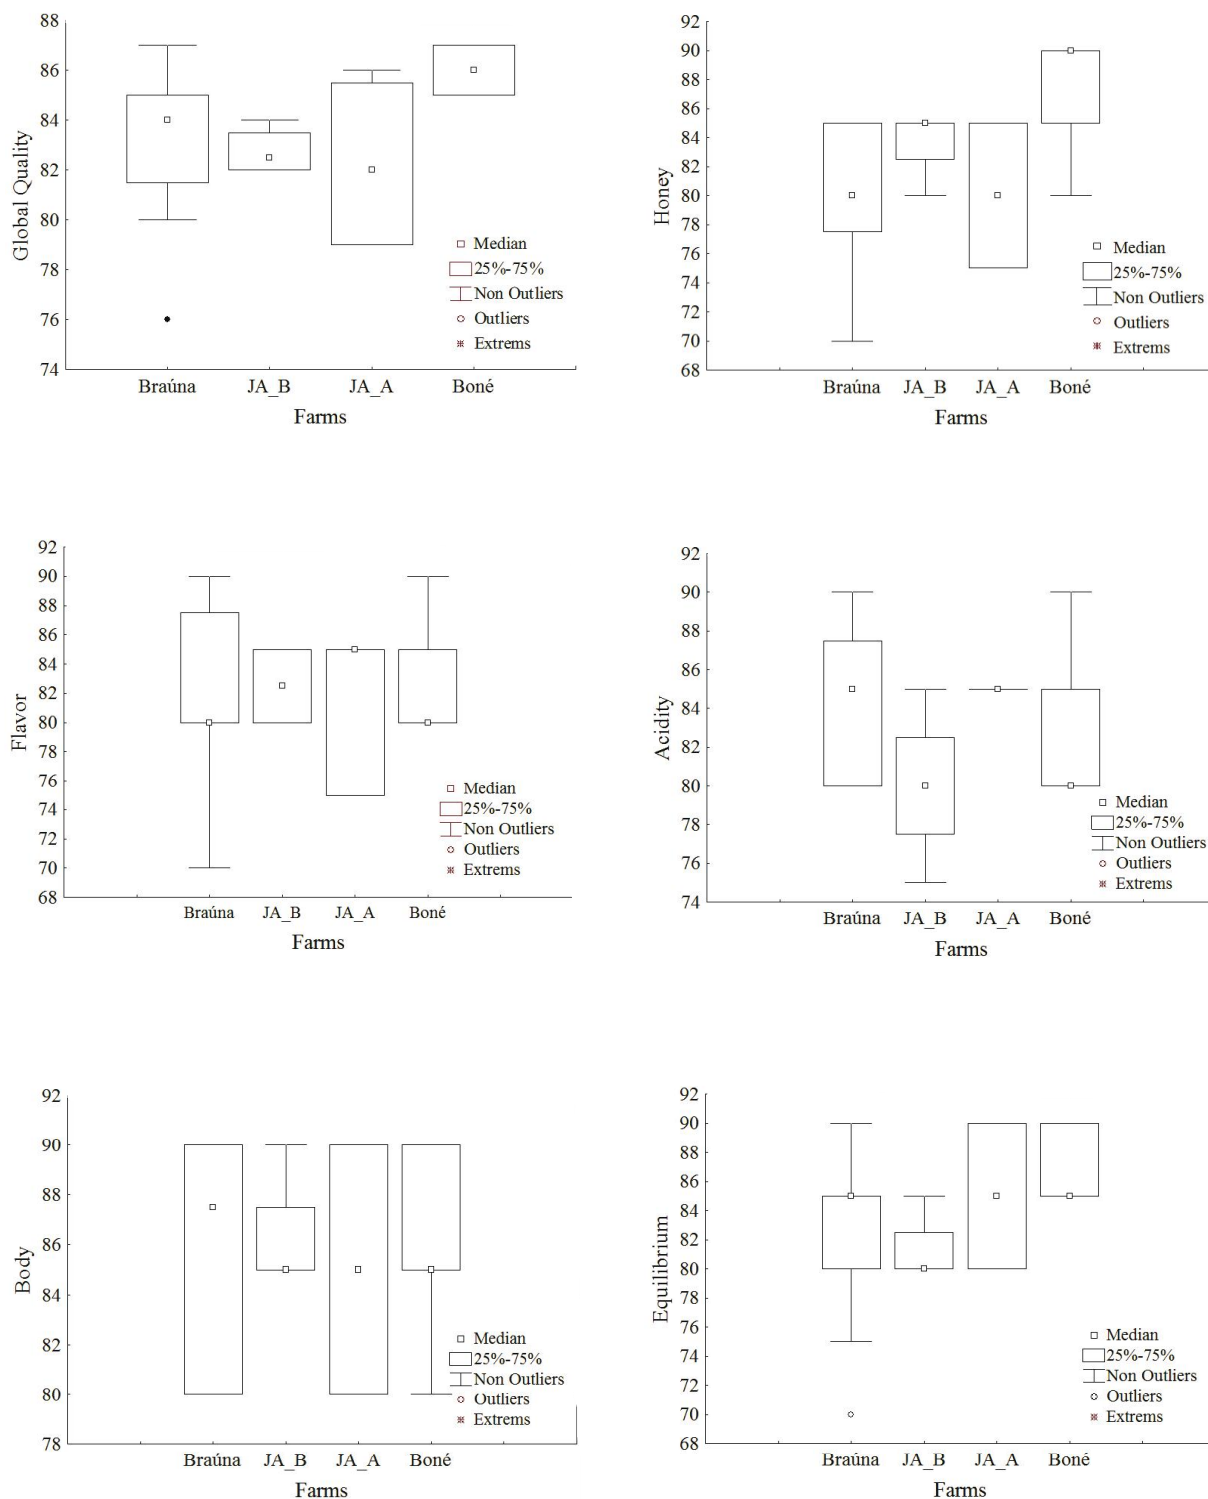 Global Quality
88
86
84
82
80
78
76
74
Median
25%-75%
Non Outliers
Outliers
Extrems
Braúna JA_B JA_A Boné
Farms
Honey
92
90
88
86
84
82
80
78
76
74
72
70
68
Median
25%-75%
Non Outliers
Outliers
Extrems
Braúna JA_B JA_A Boné
Farms
Flavor
92
90
88
86
84
82
80
78
76
74
72
70
68
Median
25%-75%
Non Outliers
Outliers
Extrems
Braúna JA_B JA_A Boné
Farms
Acidity
92
90
88
86
84
82
80
78
76
74
Median
25%-75%
Non Outliers
Outliers
Extrems
Braúna JA_B JA_A Boné
Farms
Body
92
90
88
86
84
82
80
78
Median
25%-75%
Non Outliers
Outliers
Extrems
Braúna JA_B JA_A Boné
Farms
Equilibrium
92
90
88
86
84
82
80
78
76
74
72
70
68
Median
25%-75%
Non Outliers
Outliers
Extrems
Braúna JA_B JA_A Boné
Farms